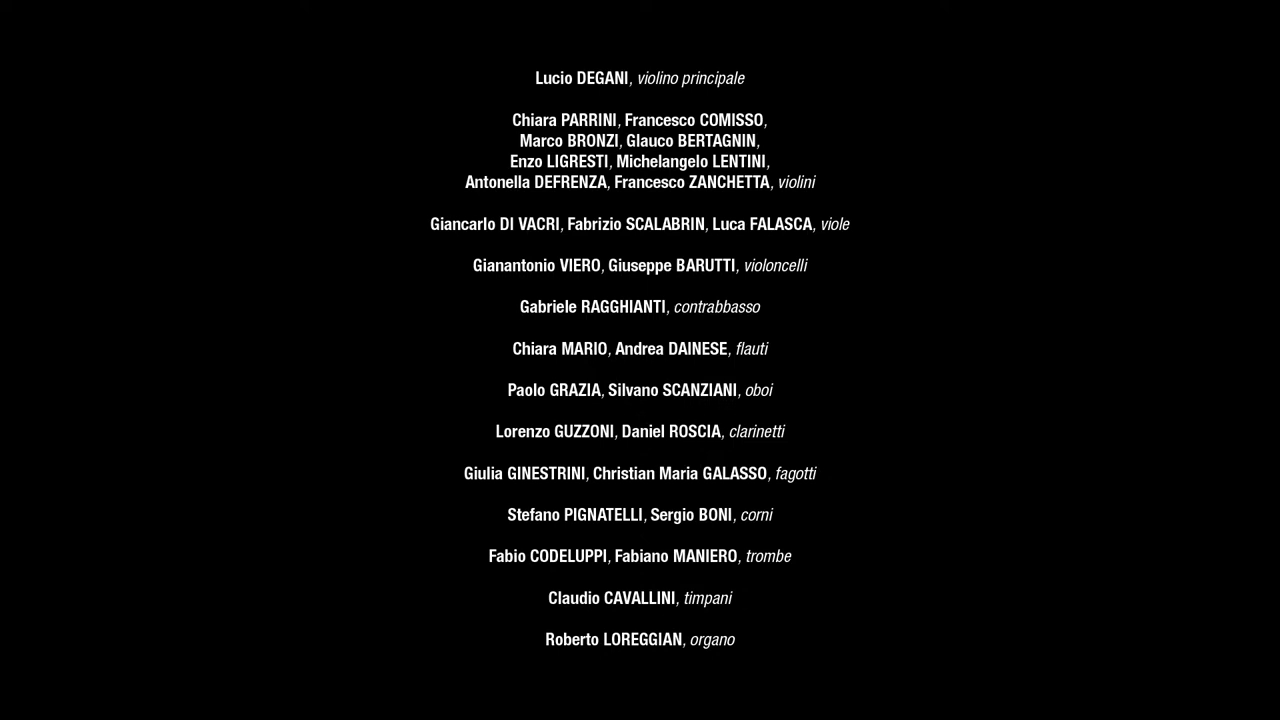 Lucio DEGANI, violino principale
Chiara PARRINI, Francesco COMISSO,
Marco BRONZI, Glauco BERTAGNIN,
Enzo LIGRESTI, Michelangelo LENTINI,
Antonella DEFRENZA, Francesco ZANCHETTA, violini
Giancarlo DI VACRI, Fabrizio SCALABRIN, Luca FALASCA, viole
Gianantonio VIERO, Giuseppe BARUTTI, violoncelli
Gabriele RAGGHIANTI, contrabbasso
Chiara MARIO, Andrea DAINESE, flauti
Paolo GRAZIA, Silvano SCANZIANI, oboi
Lorenzo GUZZONI, Daniel ROSCIA, clarinetti
Giulia GINESTRINI, Christian Maria GALASSO, fagotti
Stefano PIGNATELLI, Sergio BONI, corni
Fabio CODELUPPI, Fabiano MANIERO, trombe
Claudio CAVALLINI, timpani
Roberto LOREGGIAN, organo